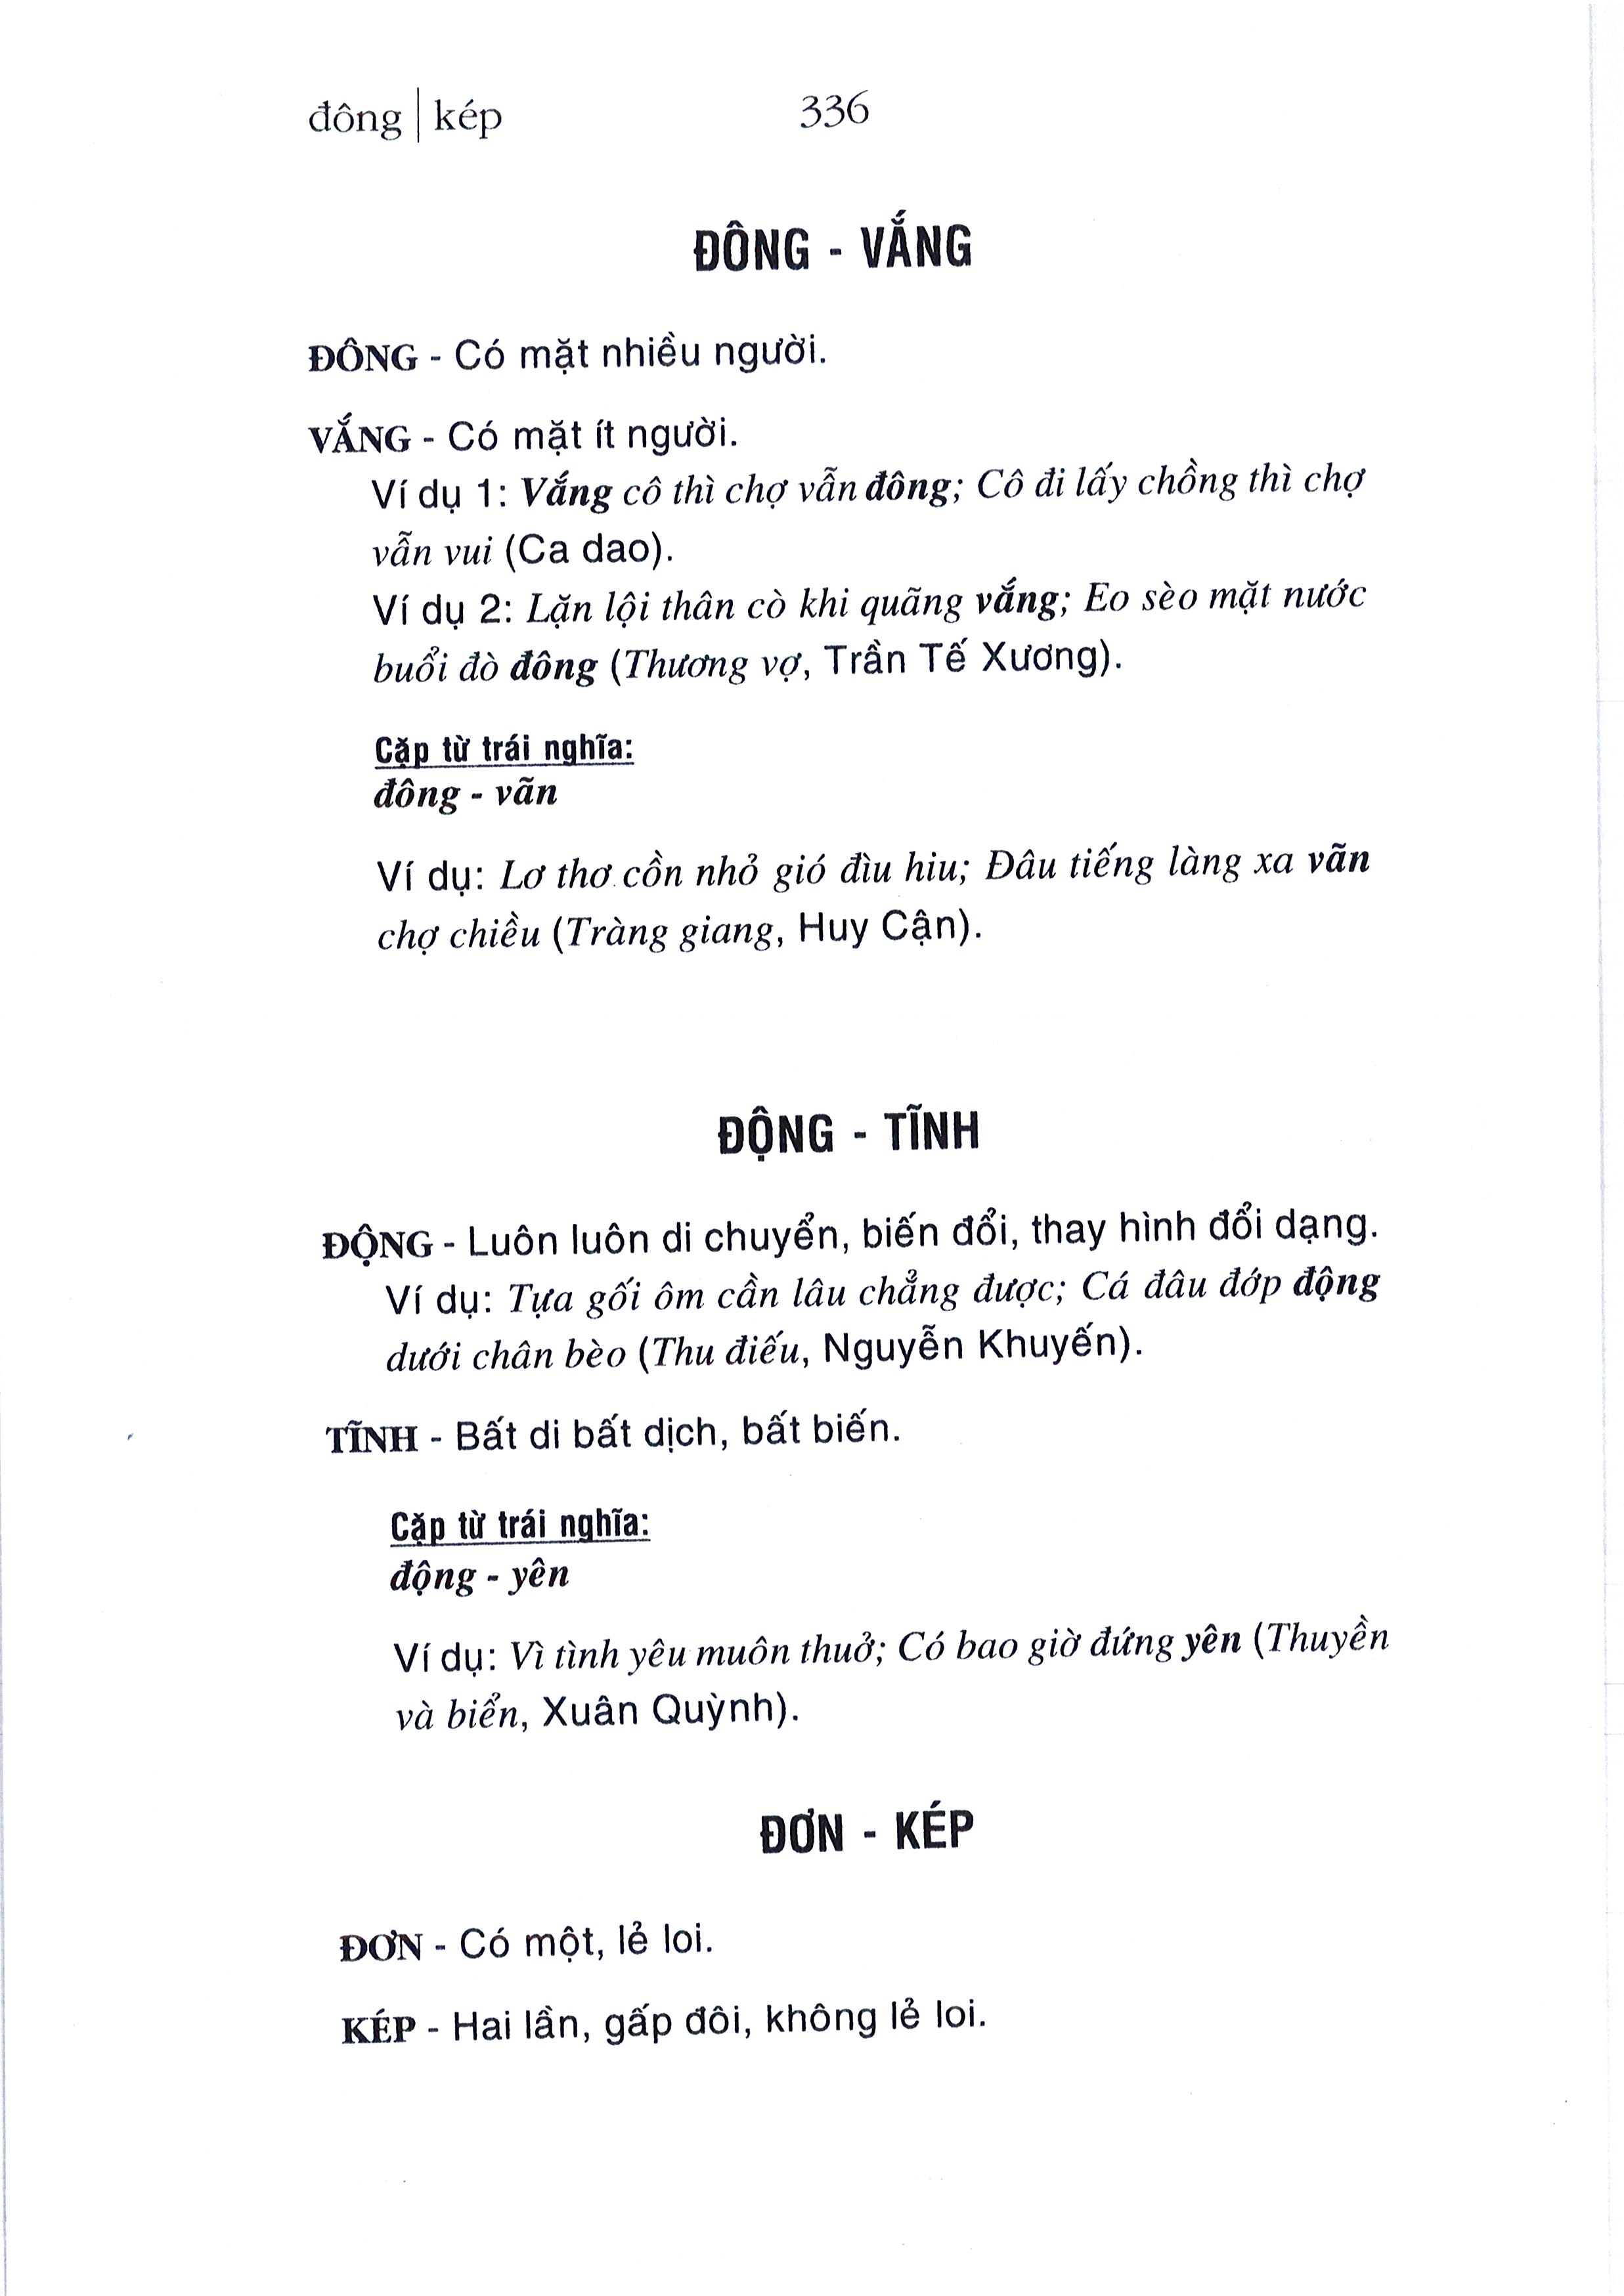 đông | kép 336
ĐÔNG - VẮNG
ĐÔNG - Có mặt nhiều người.
VẮNG - Có mặt ít người.
Ví dụ 1: Vắng cô thì chợ vẫn đông; Cô đi lấy chồng thì chợ
vẫn vui (Ca dao).
Ví dụ 2: Lặn lội thân cò khi quãng vắng; Eo sèo mặt nước
buổi đò đông (Thương vợ, Trần Tế Xương).
Cặp từ trái nghĩa:
đông - vãn
Ví dụ: Lơ thơ cồn nhỏ gió đìu hiu; Đâu tiếng làng xa vãn
chợ chiều (Tràng giang, Huy Cận).
ĐỘNG - TĨNH
ĐỘNG - Luôn luôn di chuyển, biến đổi, thay hình đổi dạng.
Ví dụ: Tựa gối ôm cần lâu chẳng được; Cá đâu đớp động
dưới chân bèo (Thu điếu, Nguyễn Khuyến).
TĨNH - Bất di bất dịch, bất biến.
Cặp từ trái nghĩa:
động - yên
Ví dụ: Vì tình yêu muôn thuở; Có bao giờ đứng yên (Thuyền
và biển, Xuân Quỳnh).
ĐƠN - KÉP
ĐƠN - Có một, lẻ loi.
KÉP - Hai lần, gấp đôi, không lẻ loi.